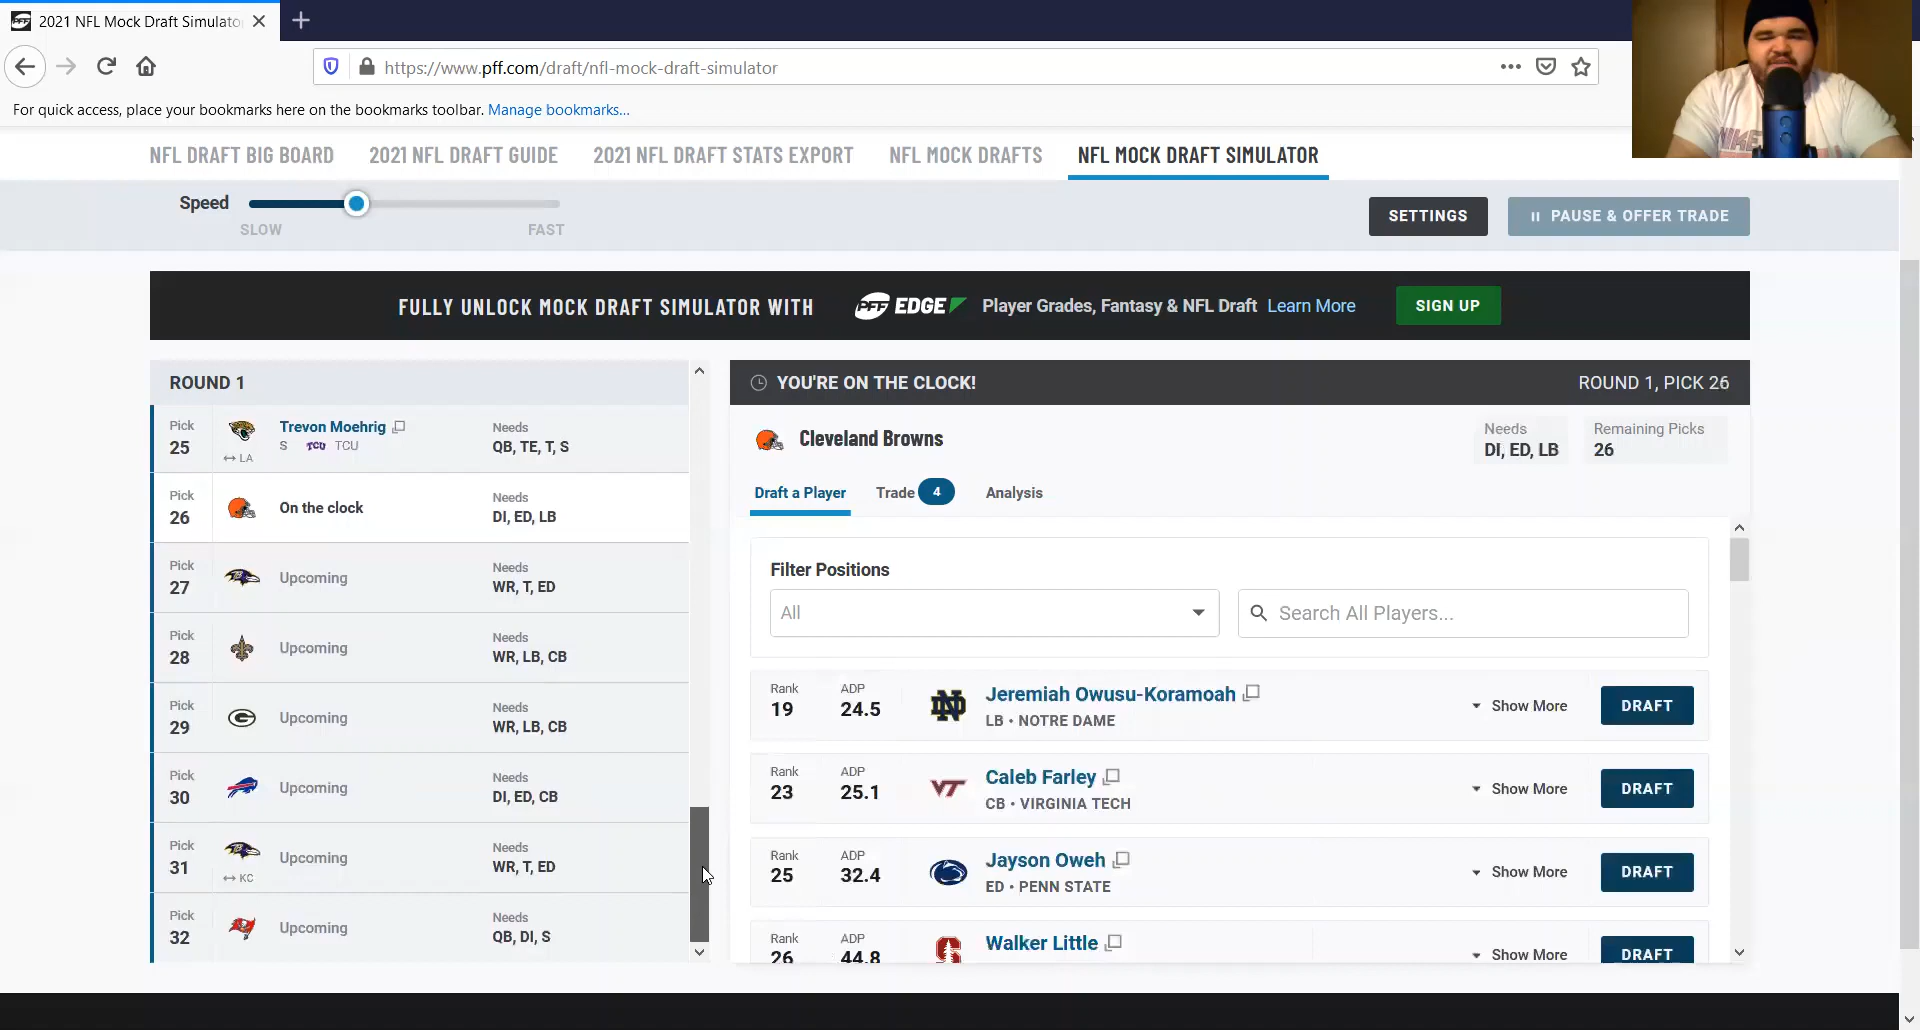 PFF 2021 NFL Mock Draft Simulato
https://www.pff.com/draft/nfl-mock-draft-simulator
For quick access, place your bookmarks here on the bookmarks toolbar. Manage bookmarks...
NFL DRAFT BIG BOARD 2021 NFL DRAFT GUIDE 2021 NFL DRAFT STATS EXPORT NFL MOCK DRAFTS NFL MOCK DRAFT SIMULATOR
Speed
SLOW FAST
SETTINGS PAUSE & OFFER TRADE
FULLY UNLOCK MOCK DRAFT SIMULATOR WITH PFF EDGE Player Grades, Fantasy & NFL Draft Learn More SIGN UP
ROUND 1
Pick 25 Trevon Moehrig Needs
S TCU TCU QB, TE, T, S
↔ LA
Pick 26 On the clock Needs
DI, ED, LB
Pick 27 Upcoming Needs
WR, T, ED
Pick 28 Upcoming Needs
WR, LB, CB
Pick 29 Upcoming Needs
WR, LB, CB
Pick 30 Upcoming Needs
DI, ED, CB
Pick 31 Upcoming Needs
WR, T, ED
↔ KC
Pick 32 Upcoming Needs
QB, DI, S
YOU'RE ON THE CLOCK! ROUND 1, PICK 26
Cleveland Browns
Needs
DI, ED, LB
Remaining Picks
26
Draft a Player Trade 4 Analysis
Filter Positions
All
Search All Players...
Rank 19 ADP 24.5 ND Jeremiah Owusu-Koramoah
LB • NOTRE DAME
Show More DRAFT
Rank 23 ADP 25.1 VT Caleb Farley
CB • VIRGINIA TECH
Show More DRAFT
Rank 25 ADP 32.4 Jayson Oweh
ED • PENN STATE
Show More DRAFT
Rank 26 ADP 44.8 S Walker Little
Show More DRAFT
NIKE